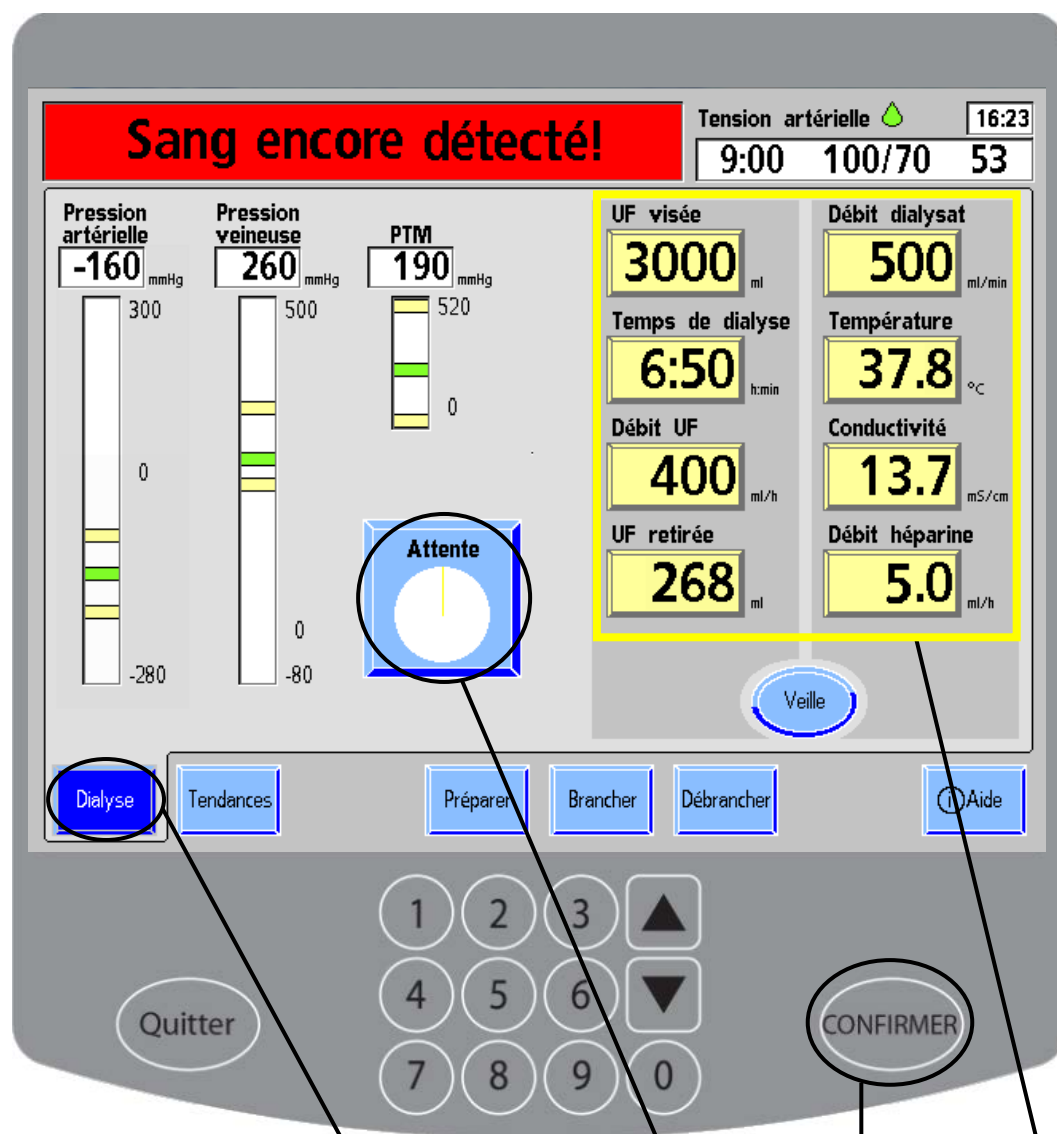 Sang encore détecté!
Tension artérielle 16:23
9:00 100/70 53
Pression artérielle
-160 mmHg
300
0
-280
Pression veineuse
260 mmHg
500
0
-80
PTM
190 mmHg
520
0
Attente
UF visée
3000 ml
Temps de dialyse
6:50 h:min
Débit UF
400 ml/h
UF retirée
268 ml
Débit dialysat
500 ml/min
Température
37.8 °C
Conductivité
13.7 mS/cm
Débit héparine
5.0 ml/h
Veille
Dialyse Tendances Préparer Brancher Débrancher i Aide
1 2 3
4 5 6
7 8 9 0
Quitter
CONFIRMER